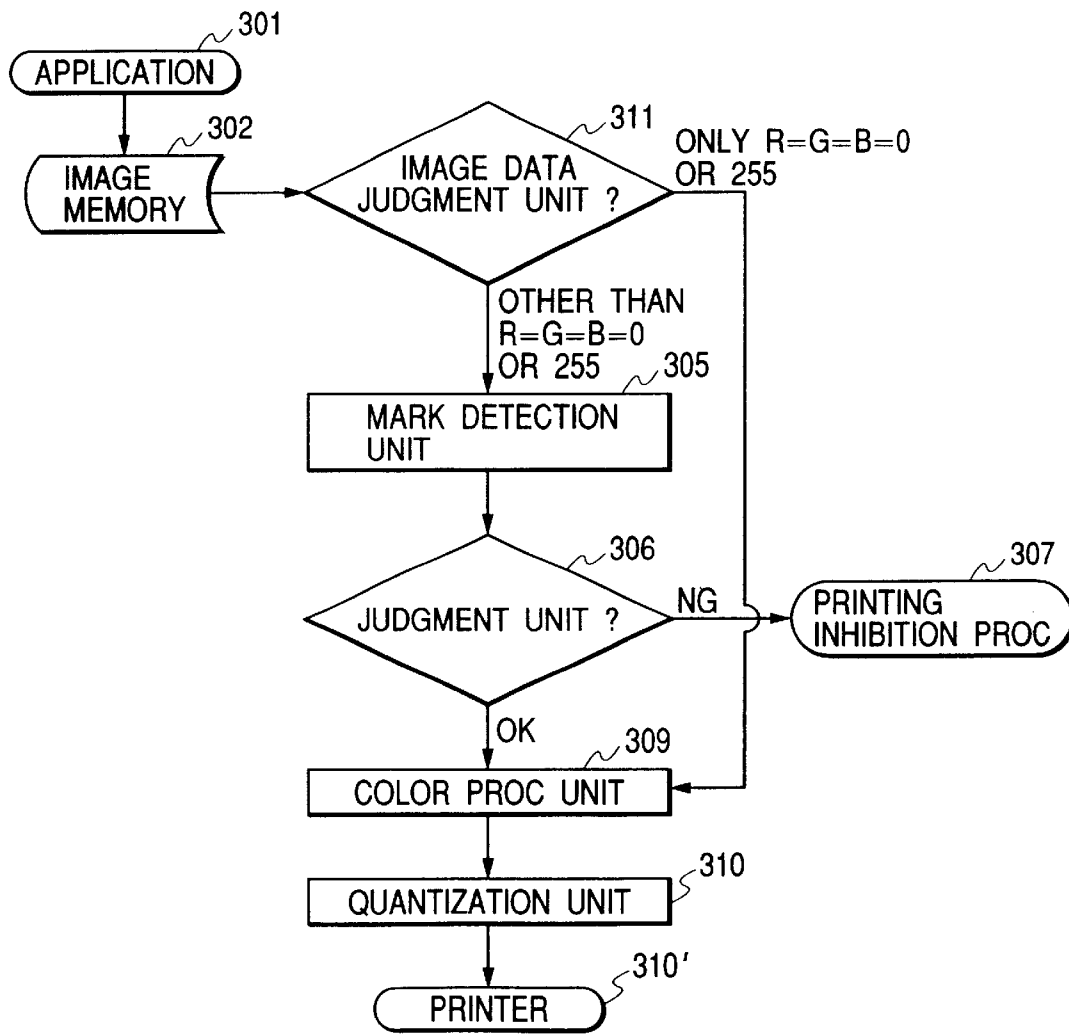 301
APPLICATION
302
IMAGE
MEMORY
311
IMAGE DATA
JUDGMENT UNIT ?
ONLY R=G=B=0
OR 255
OTHER THAN
R=G=B=0
OR 255
305
MARK DETECTION
UNIT
306
JUDGMENT UNIT ?
NG
307
PRINTING
INHIBITION PROC
OK
309
COLOR PROC UNIT
310
QUANTIZATION UNIT
310'
PRINTER